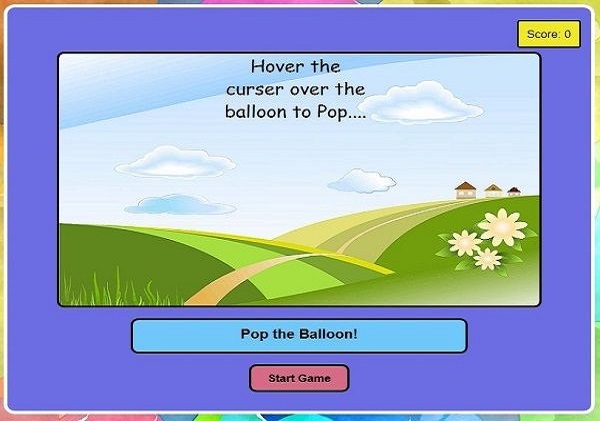 Score: 0
Hover the
curser over the
balloon to Pop....
Pop the Balloon!
Start Game